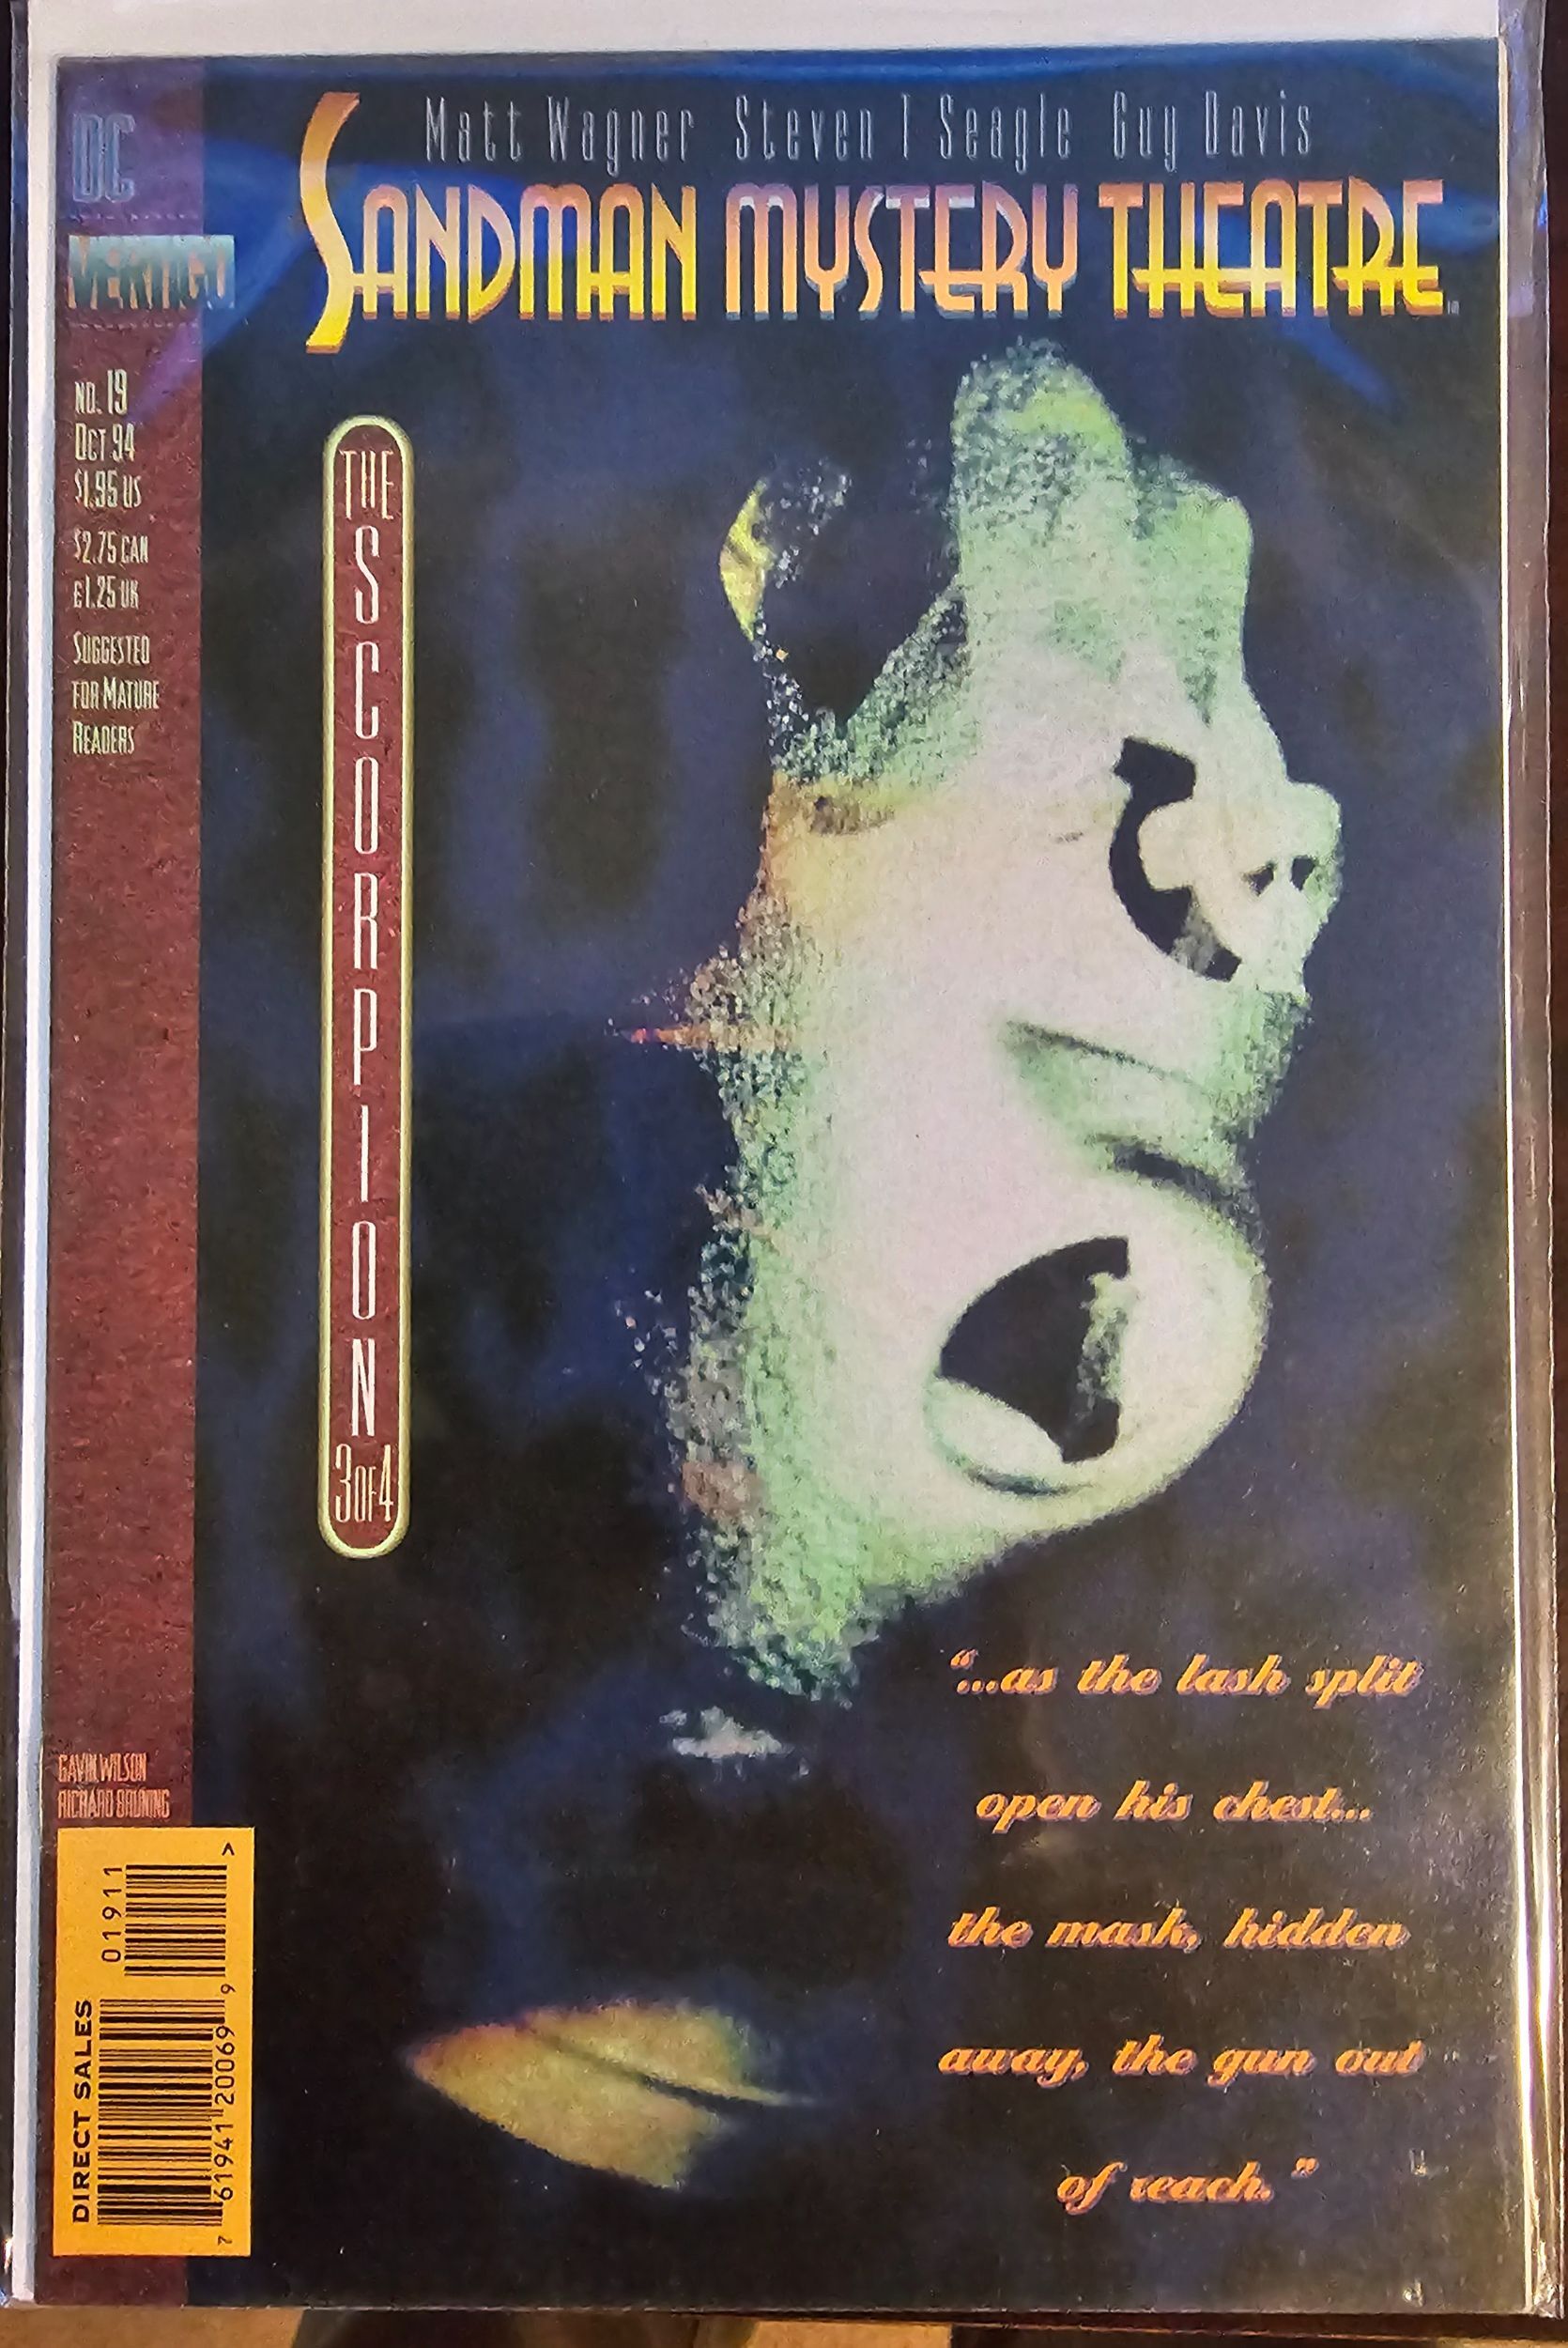 Matt Wagner Steven T Seagle Guy Davis
SANDMAN MYSTERY THEATRE
TM
DC
VERTIGO
NO. 19
OCT 94
$1.95 US
$2.75 CAN
£1.25 UK
SUGGESTED
FOR MATURE
READERS
THE
SCORPION
3 OF 4
"...as the lash split
open his chest...
the mask, hidden
away, the gun out
of reach."
GAVIN WILSON
RICHARD BRUNING
DIRECT SALES
7 61941 20069 9
01911
>